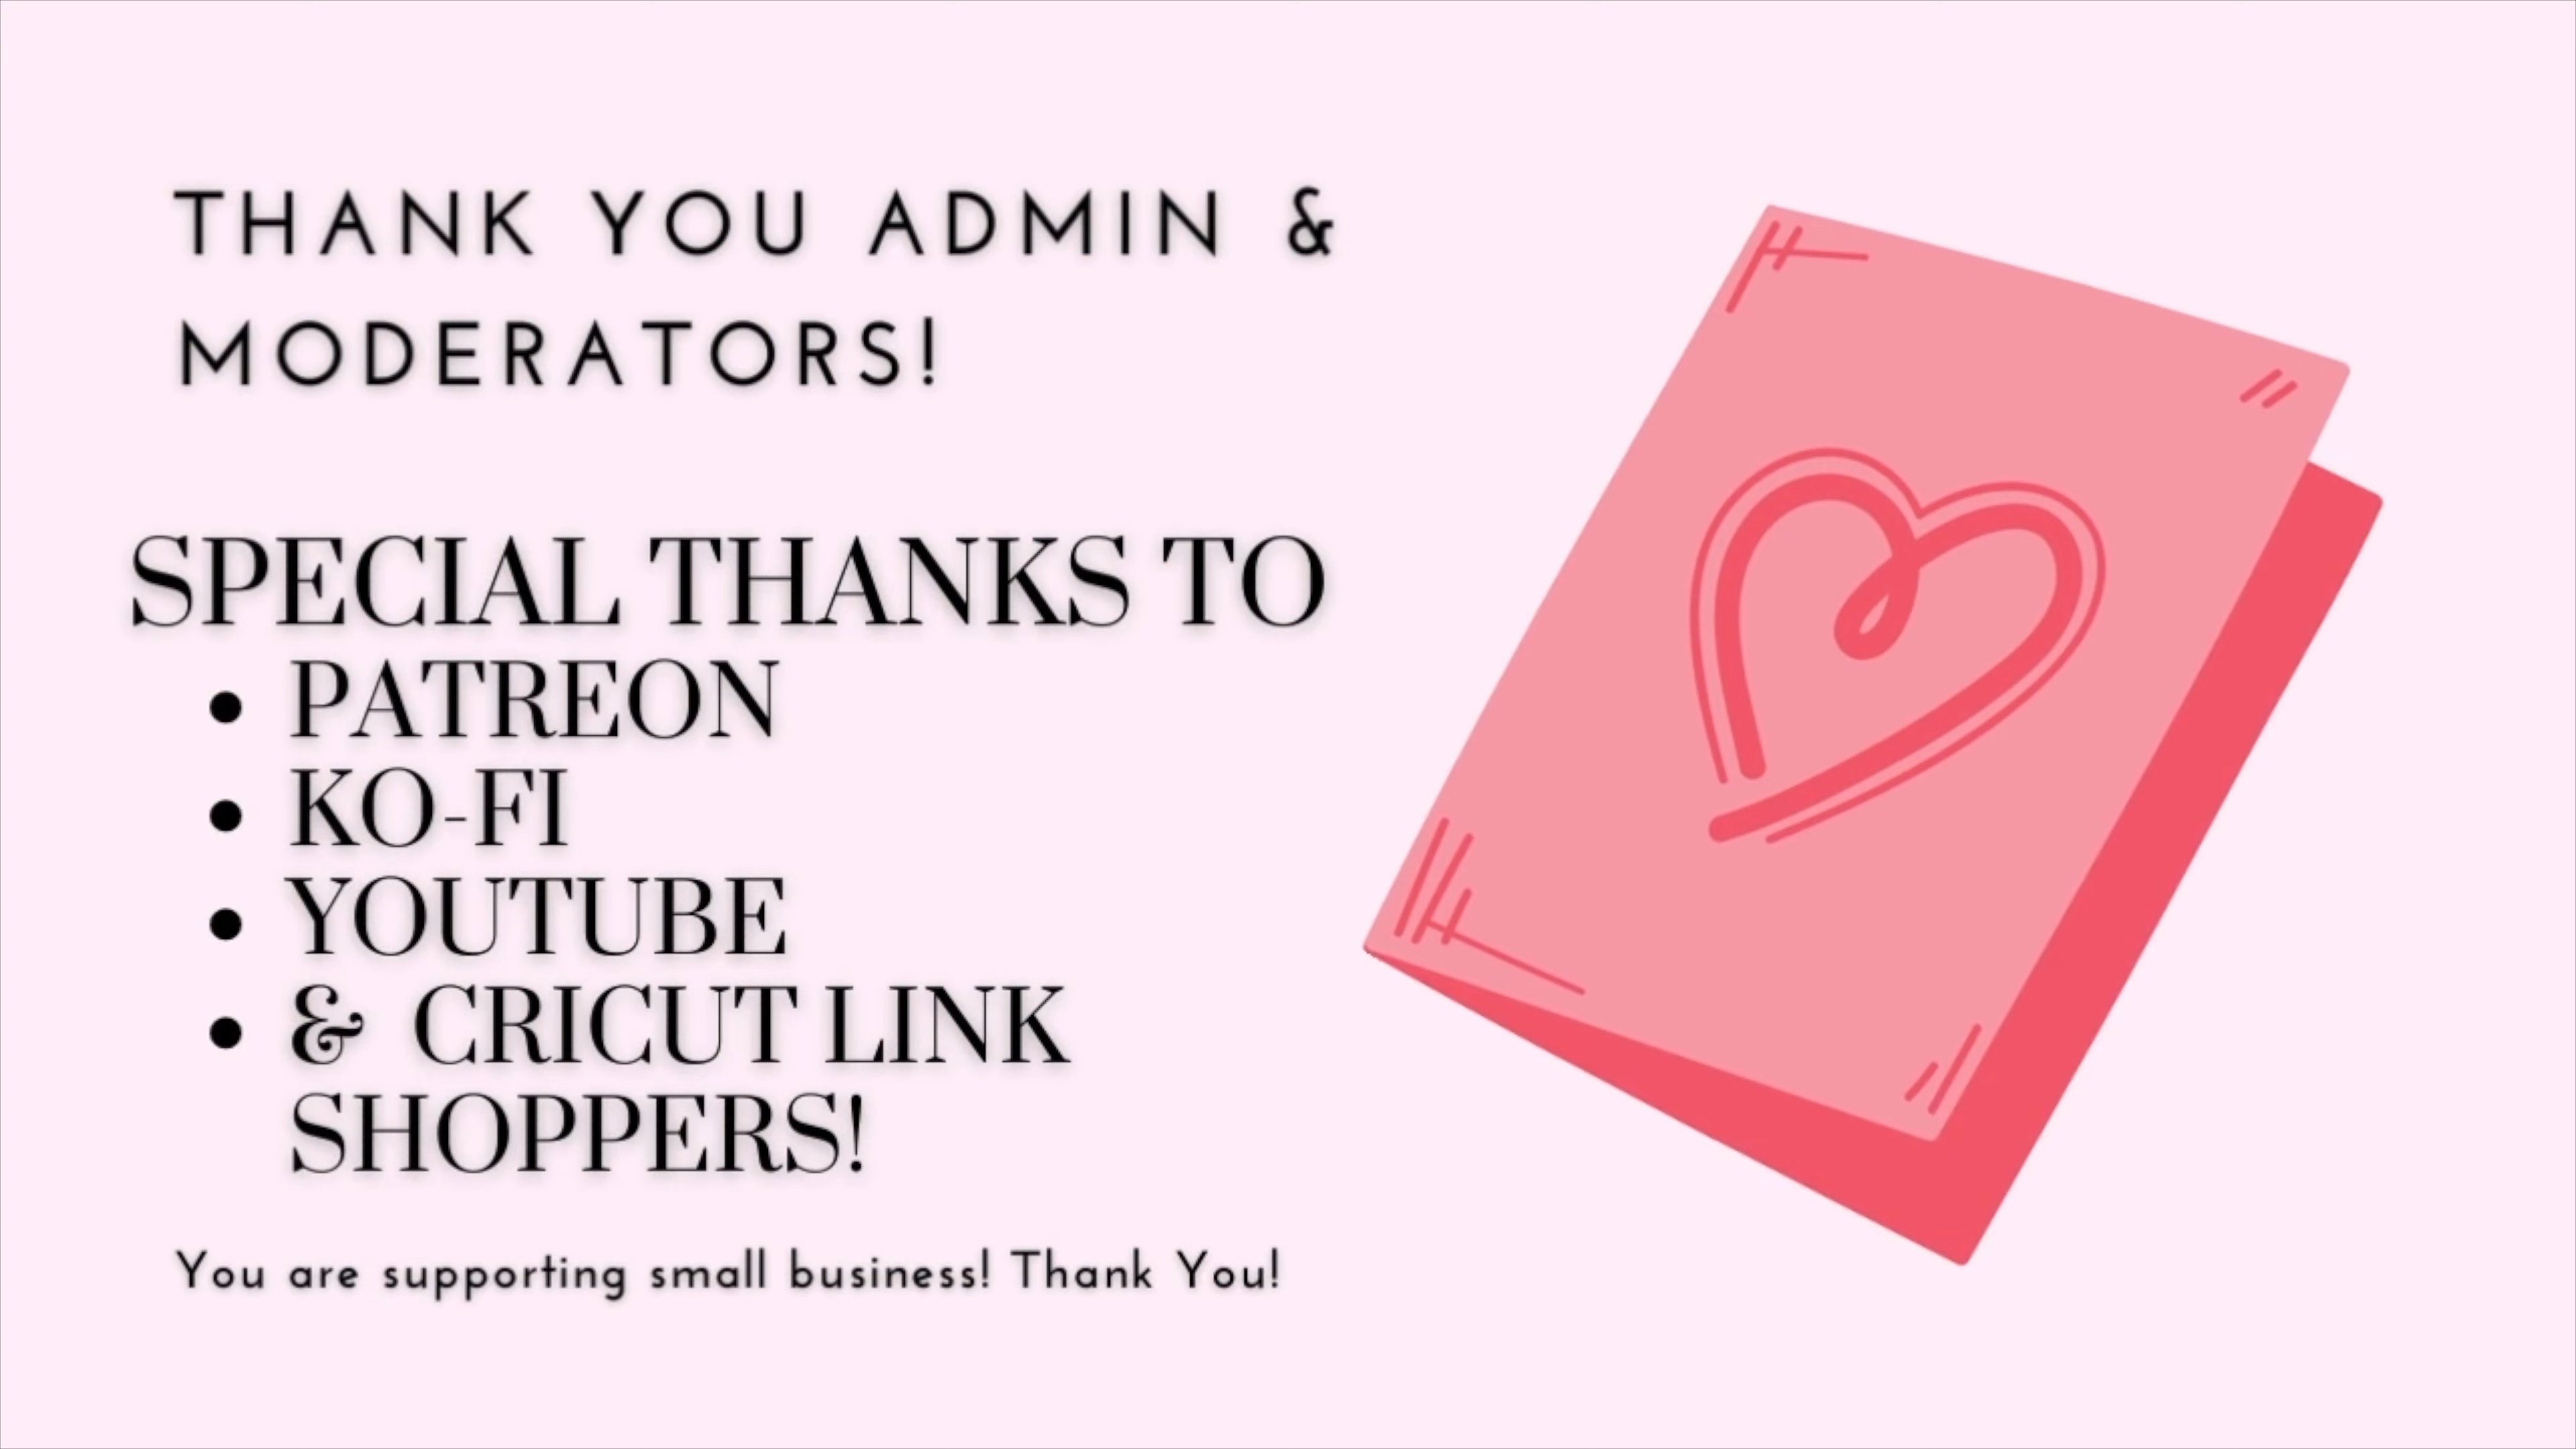 THANK YOU ADMIN &
MODERATORS!
SPECIAL THANKS TO
• PATREON
• KO-FI
• YOUTUBE
• & CRICUT LINK
SHOPPERS!
You are supporting small business! Thank You!